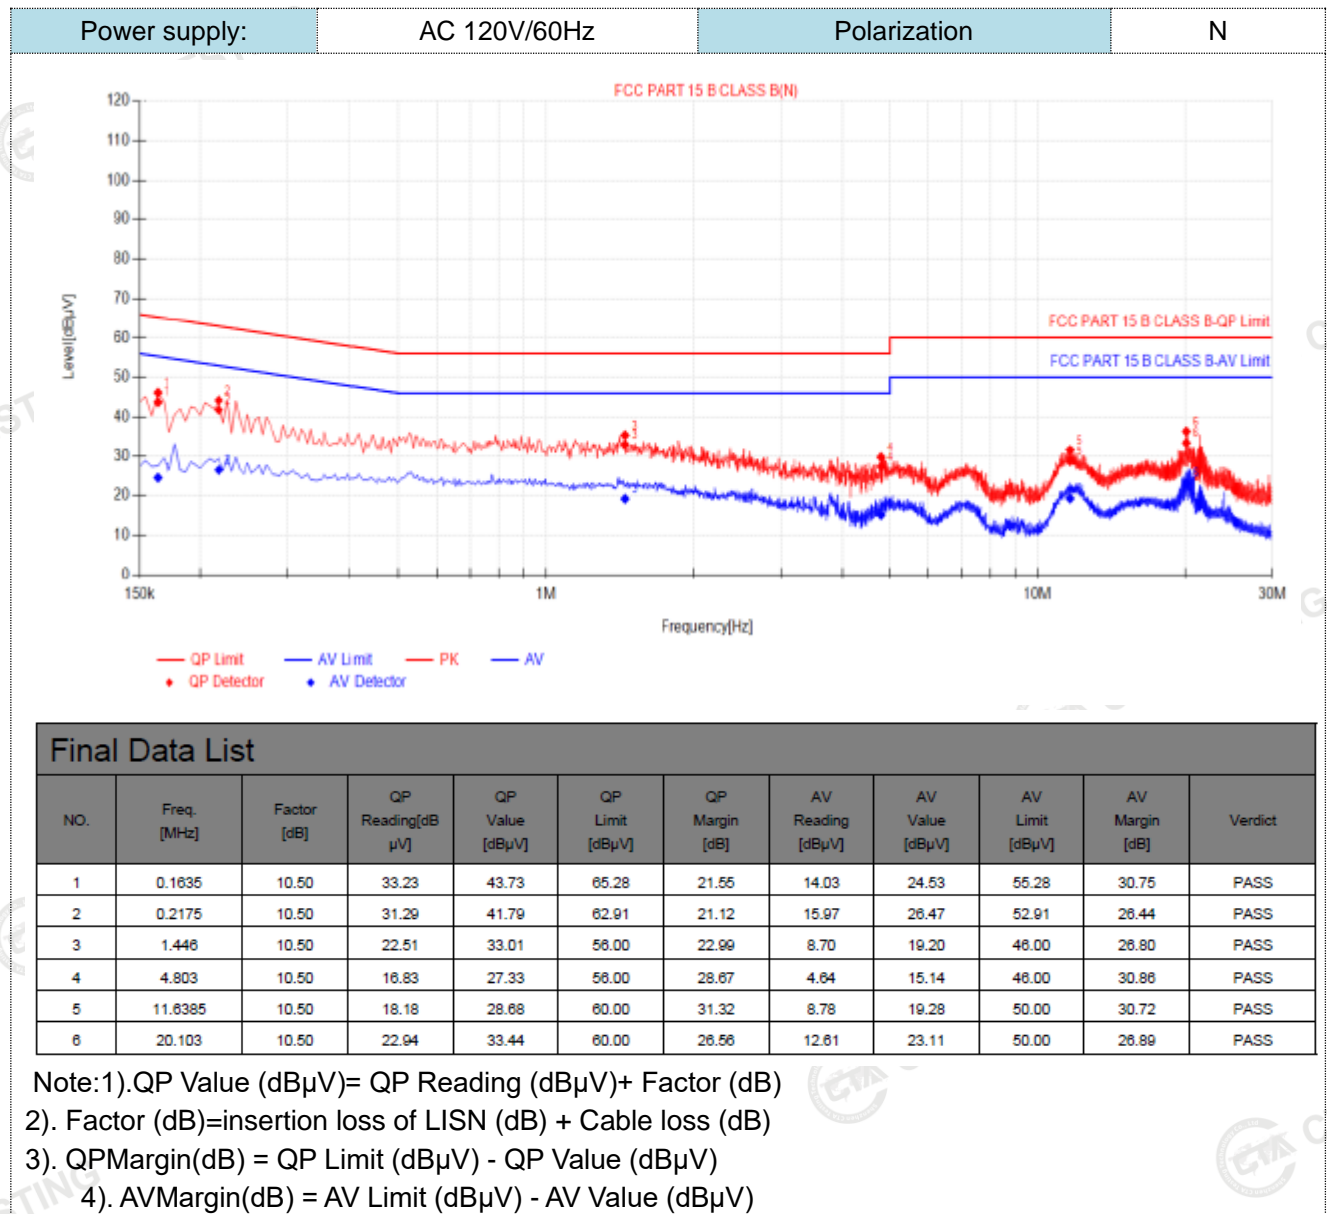 Power supply: AC 120V/60Hz Polarization N
FCC PART 15 B CLASS B(N)
120
110
100
90
80
70
60
50
40
30
20
10
0
Level[dBμV]
FCC PART 15 B CLASS B-QP Limit
FCC PART 15 B CLASS B-AV Limit
1
2
3
3
4
5
6
6
150k 1M 10M 30M
Frequency[Hz]
QP Limit AV Limit PK AV
QP Detector AV Detector
Final Data List
NO. Freq. [MHz] Factor [dB] QP Reading[dBμV] QP Value [dBμV] QP Limit [dBμV] QP Margin [dB] AV Reading [dBμV] AV Value [dBμV] AV Limit [dBμV] AV Margin [dB] Verdict
1 0.1635 10.50 33.23 43.73 65.28 21.55 14.03 24.53 55.28 30.75 PASS
2 0.2175 10.50 31.29 41.79 62.91 21.12 15.97 26.47 52.91 26.44 PASS
3 1.446 10.50 22.51 33.01 56.00 22.99 8.70 19.20 46.00 26.80 PASS
4 4.803 10.50 16.83 27.33 56.00 28.67 4.64 15.14 46.00 30.86 PASS
5 11.6385 10.50 18.18 28.68 60.00 31.32 8.78 19.28 50.00 30.72 PASS
6 20.103 10.50 22.94 33.44 60.00 26.56 12.61 23.11 50.00 26.89 PASS
Note:1).QP Value (dBμV)= QP Reading (dBμV)+ Factor (dB)
2). Factor (dB)=insertion loss of LISN (dB) + Cable loss (dB)
3). QPMargin(dB) = QP Limit (dBμV) - QP Value (dBμV)
4). AVMargin(dB) = AV Limit (dBμV) - AV Value (dBμV)